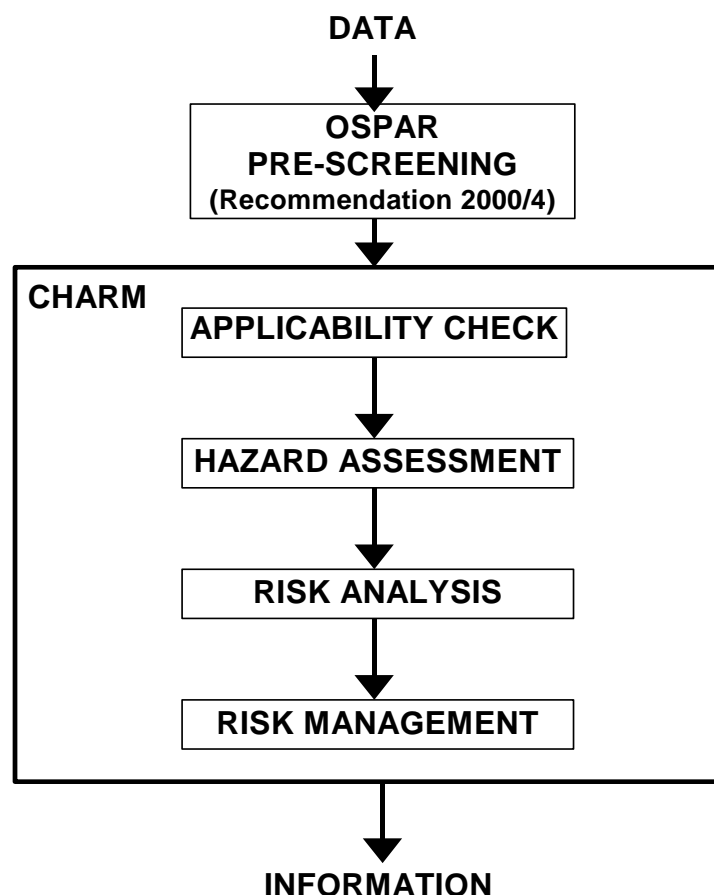 DATA
OSPAR
PRE-SCREENING
(Recommendation 2000/4)
CHARM
APPLICABILITY CHECK
HAZARD ASSESSMENT
RISK ANALYSIS
RISK MANAGEMENT
INFORMATION